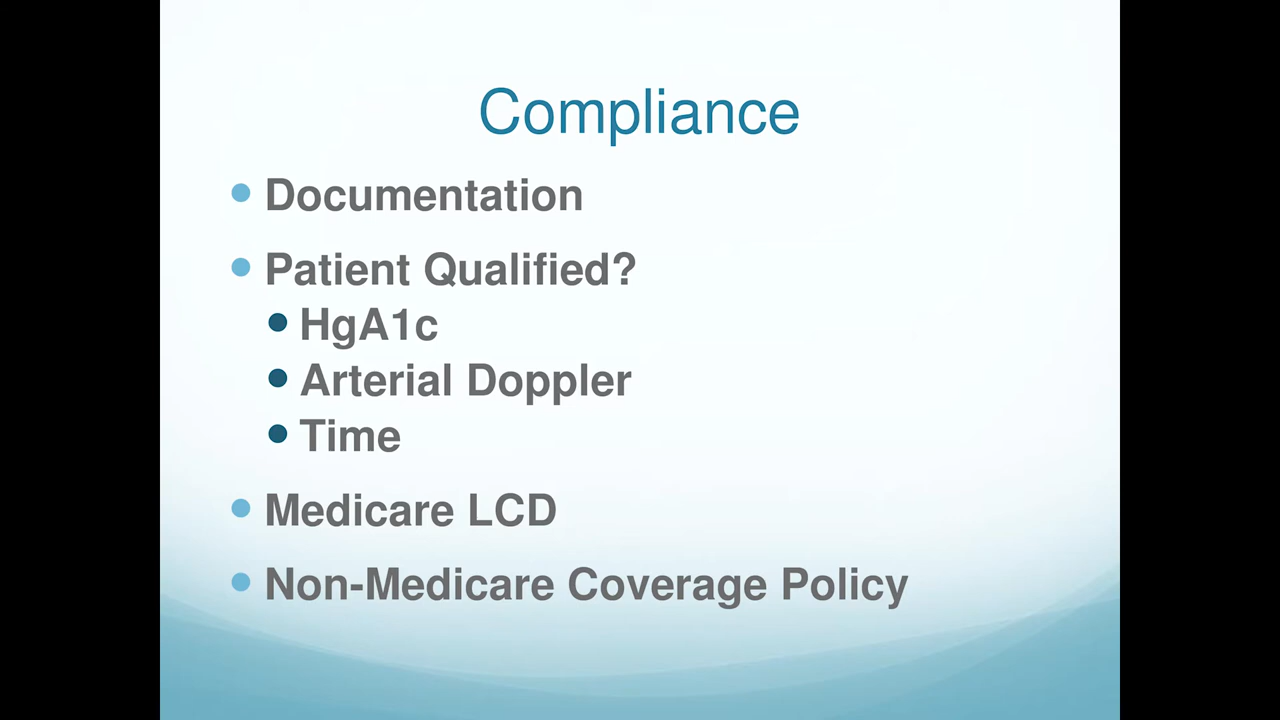 Compliance
Documentation
Patient Qualified?
HgA1c
Arterial Doppler
Time
Medicare LCD
Non-Medicare Coverage Policy